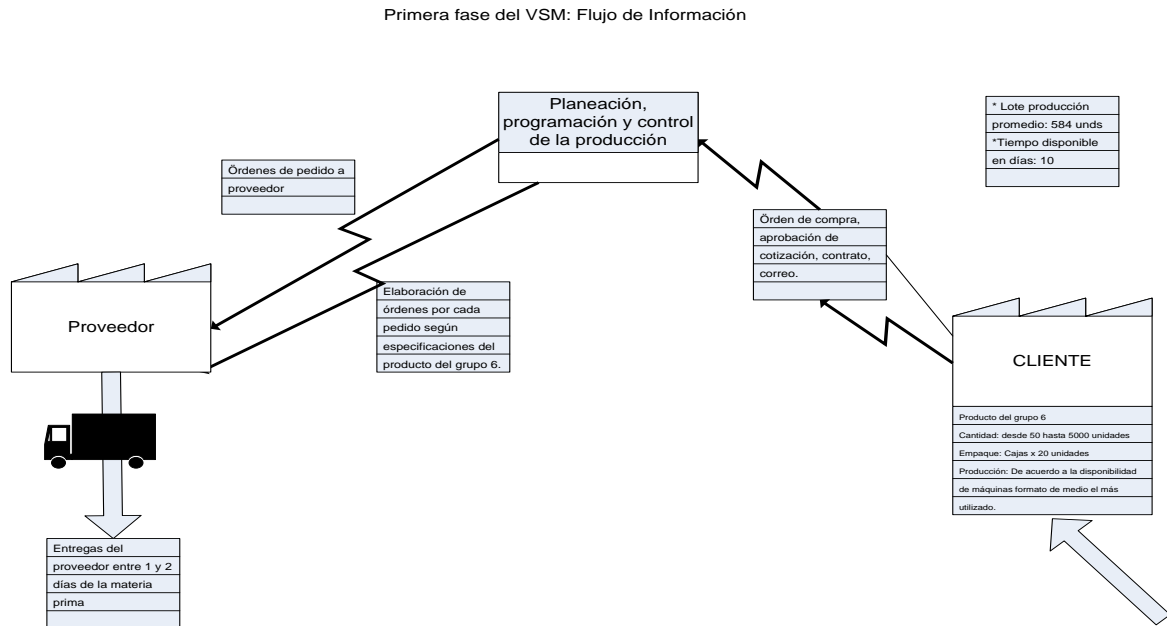 Primera fase del VSM: Flujo de Información
Planeación,
programación y control
de la producción
* Lote producción
promedio: 584 unds
*Tiempo disponible
en días: 10
Ördenes de pedido a
proveedor
Örden de compra,
aprobación de
cotización, contrato,
correo.
Proveedor
Elaboración de
órdenes por cada
pedido según
especificaciones del
producto del grupo 6.
CLIENTE
Producto del grupo 6
Cantidad: desde 50 hasta 5000 unidades
Empaque: Cajas x 20 unidades
Producción: De acuerdo a la disponibilidad
de máquinas formato de medio el más
utilizado.
Entregas del
proveedor entre 1 y 2
días de la materia
prima